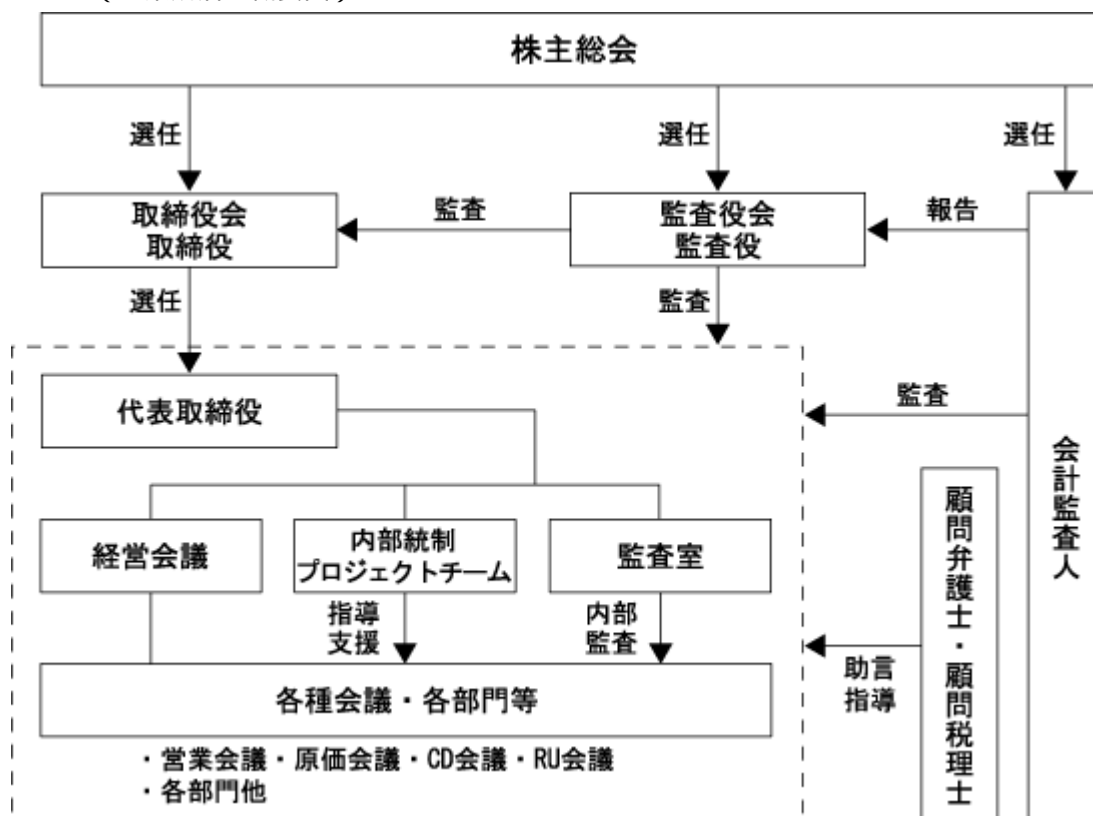 株主総会
選任
選任
選任
取締役会
取締役
監査
監査役会
監査役
報告
選任
監査
代表取締役
監査
会計監査人
経営会議
内部統制
プロジェクトチーム
監査室
顧問弁護士・顧問税理士
指導
支援
内部
監査
助言
指導
各種会議・各部門等
・営業会議・原価会議・CD会議・RU会議
・各部門他